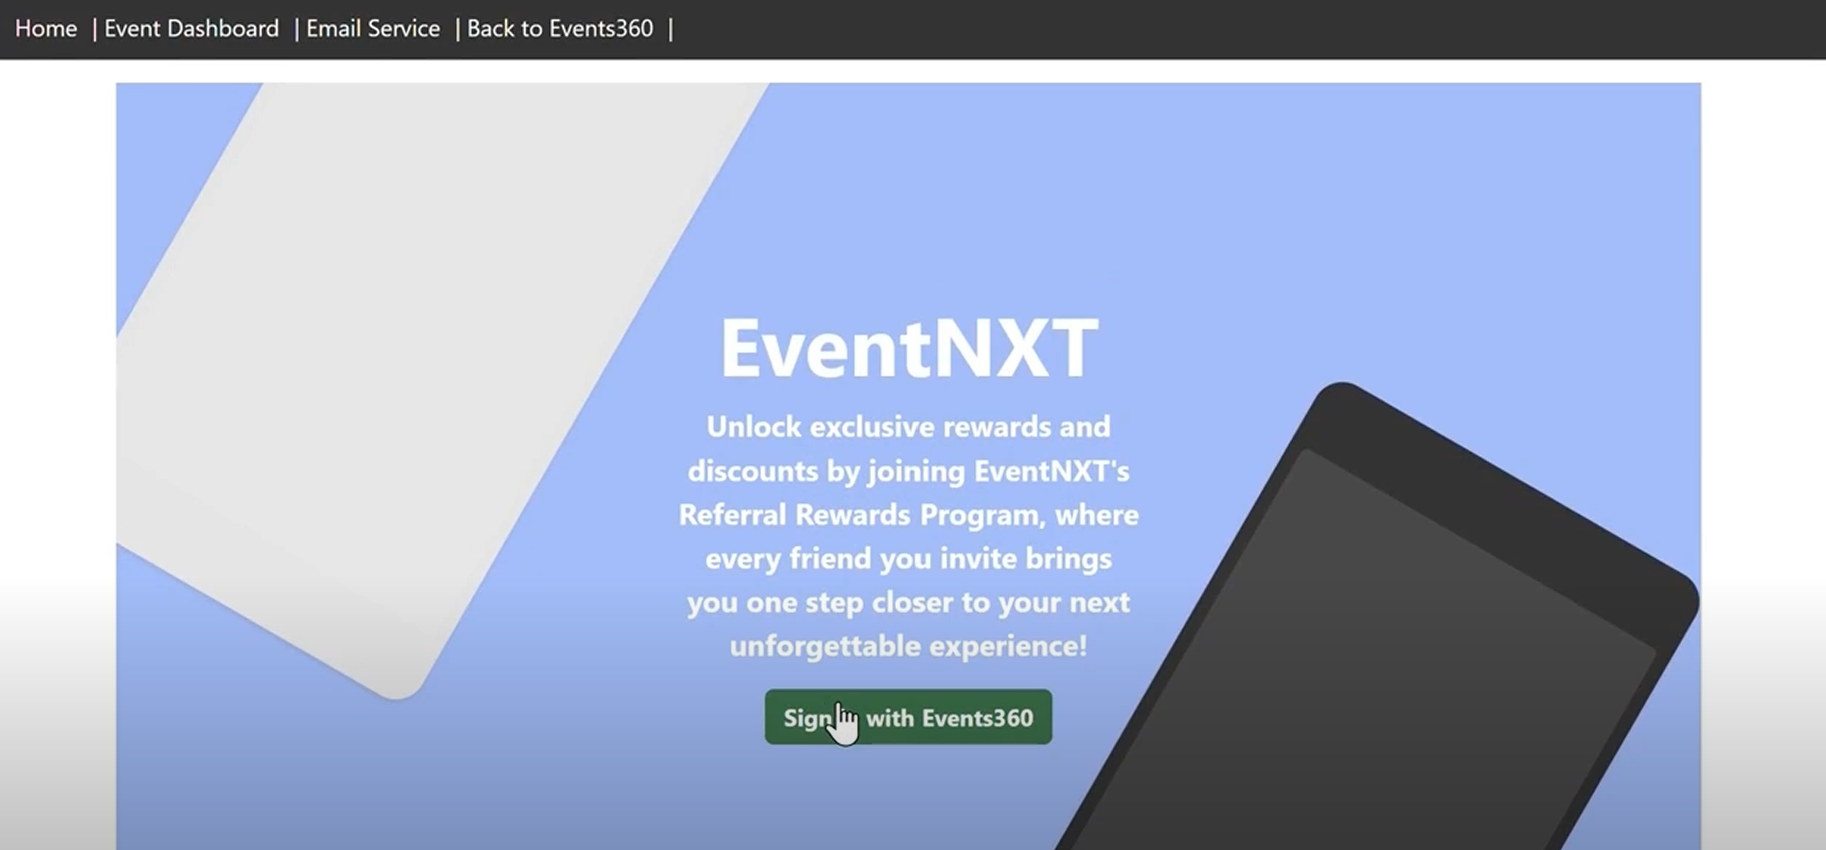 Home | Event Dashboard | Email Service | Back to Events360 |
EventNXT
Unlock exclusive rewards and
discounts by joining EventNXT's
Referral Rewards Program, where
every friend you invite brings
you one step closer to your next
unforgettable experience!
Sign with Events360